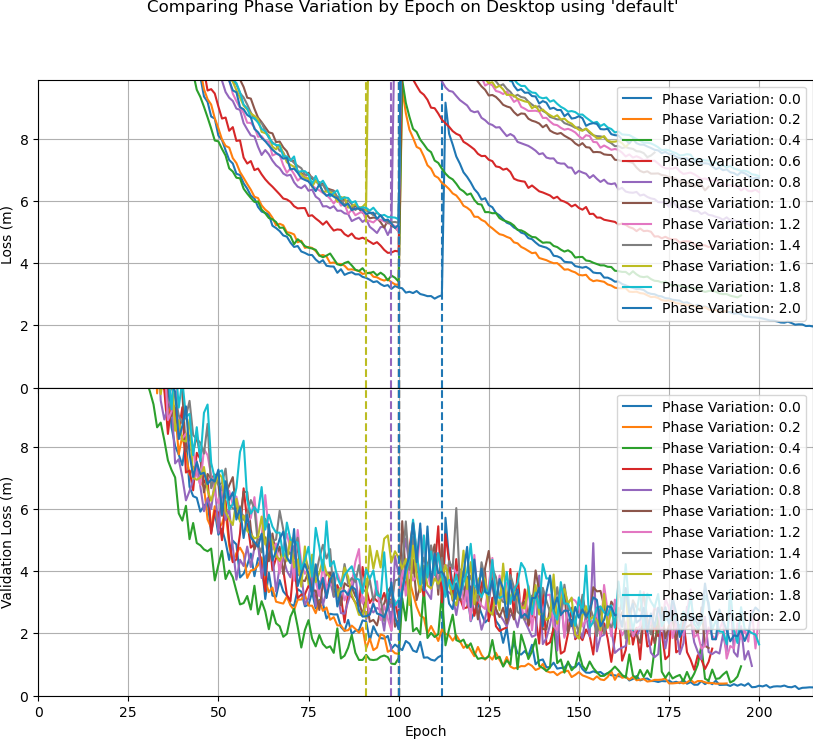 Comparing Phase Variation by Epoch on Desktop using 'default'
Loss (m)
8
6
4
2
0
Phase Variation: 0.0
Phase Variation: 0.2
Phase Variation: 0.4
Phase Variation: 0.6
Phase Variation: 0.8
Phase Variation: 1.0
Phase Variation: 1.2
Phase Variation: 1.4
Phase Variation: 1.6
Phase Variation: 1.8
Phase Variation: 2.0
Validation Loss (m)
8
6
4
2
0
Phase Variation: 0.0
Phase Variation: 0.2
Phase Variation: 0.4
Phase Variation: 0.6
Phase Variation: 0.8
Phase Variation: 1.0
Phase Variation: 1.2
Phase Variation: 1.4
Phase Variation: 1.6
Phase Variation: 1.8
Phase Variation: 2.0
0 25 50 75 100 125 150 175 200
Epoch